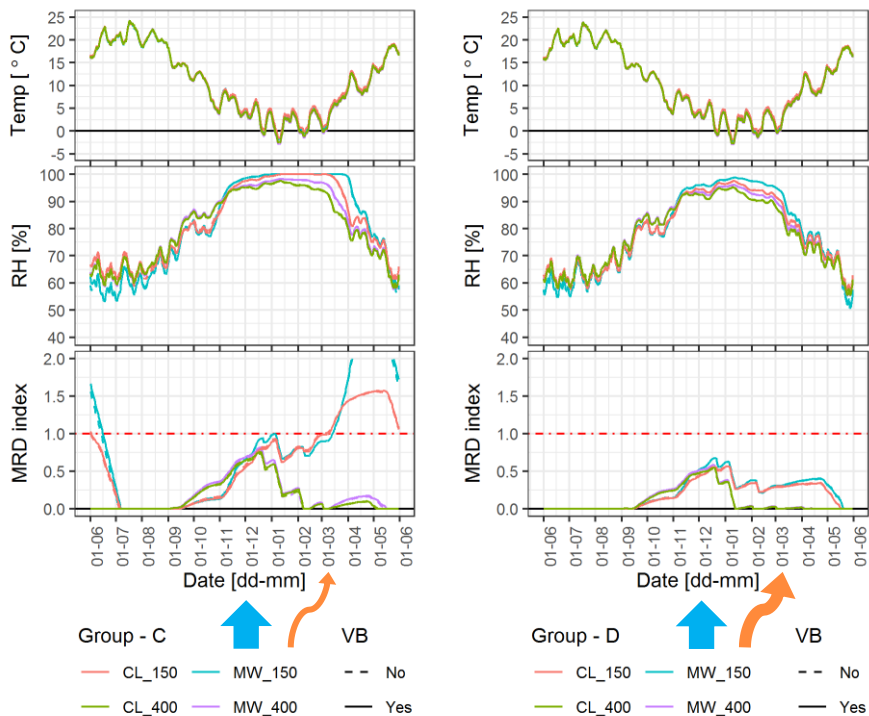 Temp [ ° C]
25
20
15
10
5
0
-5
RH [%]
100
90
80
70
60
50
40
MRD index
2.0
1.5
1.0
0.5
0.0
01-06
01-07
01-08
01-09
01-10
01-11
01-12
01-01
01-02
01-03
01-04
01-05
01-06
Date [dd-mm]
Group - C
VB
CL_150
MW_150
No
CL_400
MW_400
Yes
Temp [ ° C]
25
20
15
10
5
0
-5
RH [%]
100
90
80
70
60
50
40
MRD index
2.0
1.5
1.0
0.5
0.0
01-06
01-07
01-08
01-09
01-10
01-11
01-12
01-01
01-02
01-03
01-04
01-05
01-06
Date [dd-mm]
Group - D
VB
CL_150
MW_150
No
CL_400
MW_400
Yes